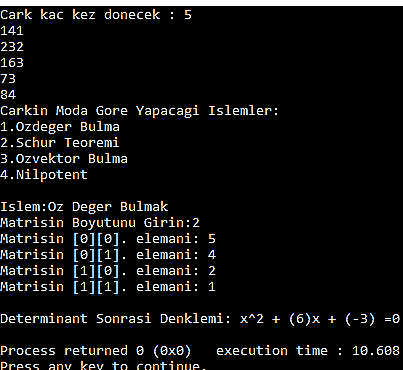 Cark kac kez donecek : 5
141
232
163
73
84
Carkin Moda Gore Yapacagi Islemler:
1.Ozdeger Bulma
2.Schur Teoremi
3.Ozvektor Bulma
4.Nilpotent
Islem:Oz Deger Bulmak
Matrisin Boyutunu Girin:2
Matrisin [0][0]. elemani: 5
Matrisin [0][1]. elemani: 4
Matrisin [1][0]. elemani: 2
Matrisin [1][1]. elemani: 1
Determinant Sonrasi Denklemi: x^2 + (6)x + (-3) =0
Process returned 0 (0x0)   execution time : 10.608
Press any key to continue.